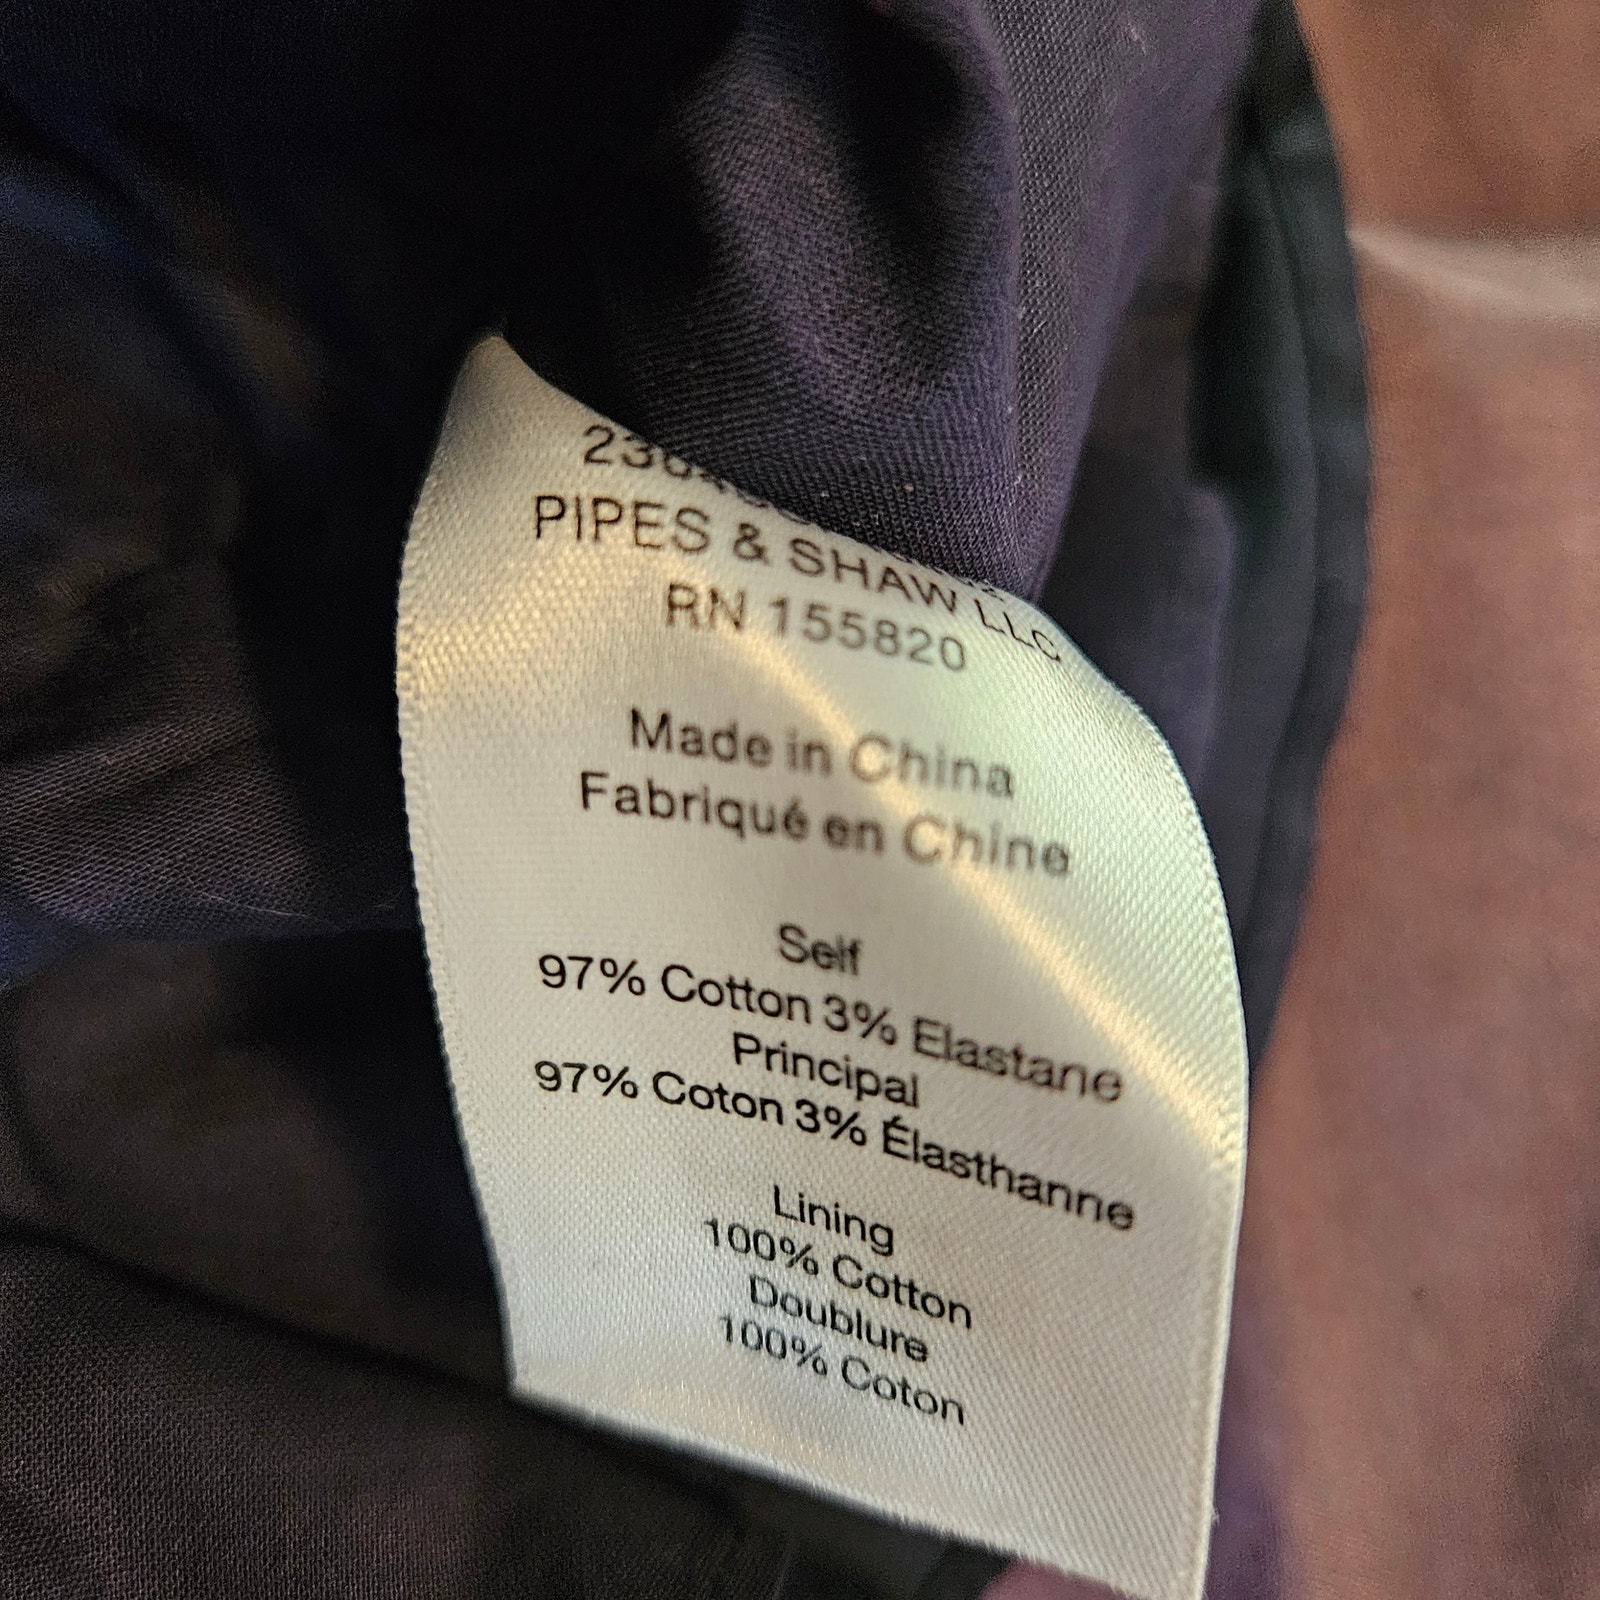 PIPES & SHAW LLC
RN 155820
Made in China
Fabriqué en Chine
Self
97% Cotton 3% Elastane
Principal
97% Coton 3% Élasthanne
Lining
100% Cotton
Doublure
100% Coton